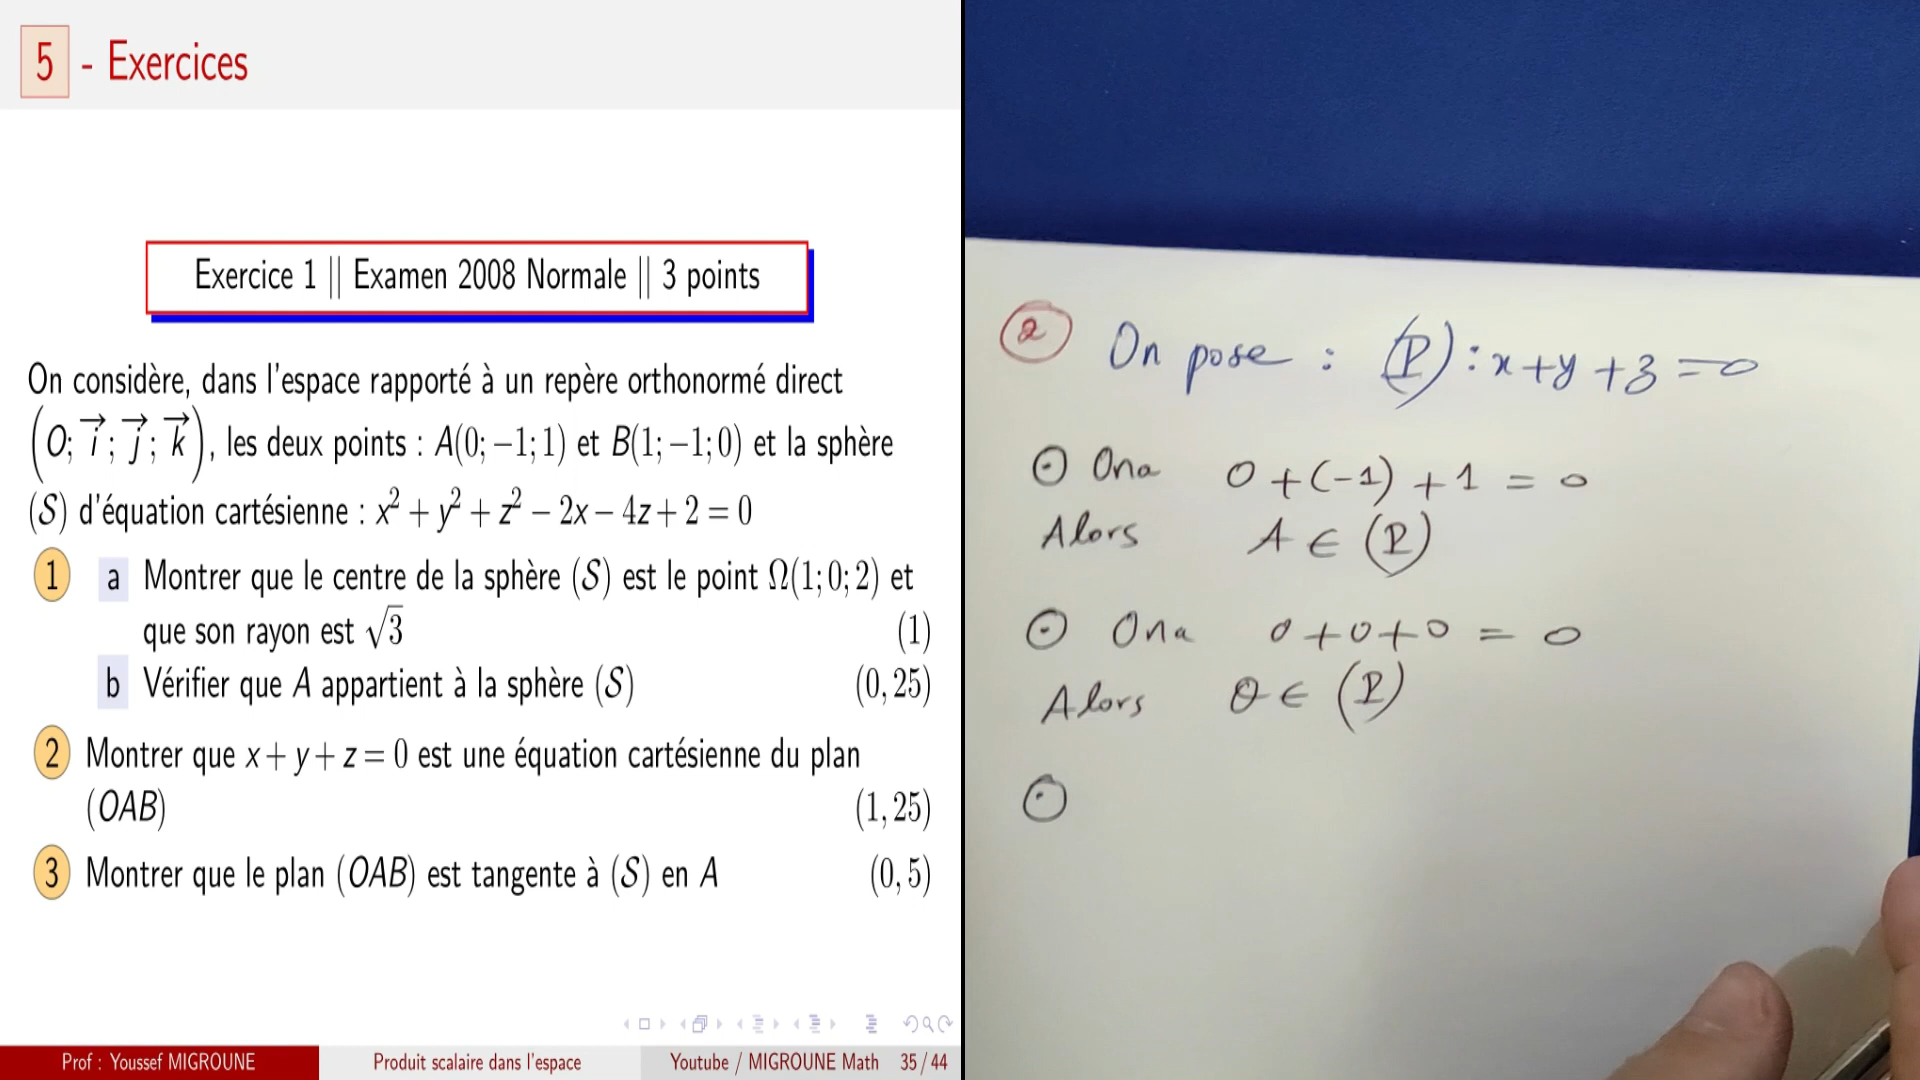 5 - Exercices
Exercice 1 || Examen 2008 Normale || 3 points
On considère, dans l'espace rapporté à un repère orthonormé direct
(O; i⃗; j⃗; k⃗), les deux points : A(0; −1; 1) et B(1; −1; 0) et la sphère
(S) d'équation cartésienne : x² + y² + z² − 2x − 4z + 2 = 0
1 a Montrer que le centre de la sphère (S) est le point Ω(1; 0; 2) et
que son rayon est √3 (1)
b Vérifier que A appartient à la sphère (S) (0, 25)
2 Montrer que x + y + z = 0 est une équation cartésienne du plan
(OAB) (1, 25)
3 Montrer que le plan (OAB) est tangente à (S) en A (0, 5)
Prof : Youssef MIGROUNE Produit scalaire dans l'espace Youtube / MIGROUNE Math 35 / 44
2 On pose : (P) : x + y + z = 0
⊙ On a 0 + (-1) + 1 = 0
Alors A ∈ (P)
⊙ On a 0 + 0 + 0 = 0
Alors O ∈ (P)
⊙